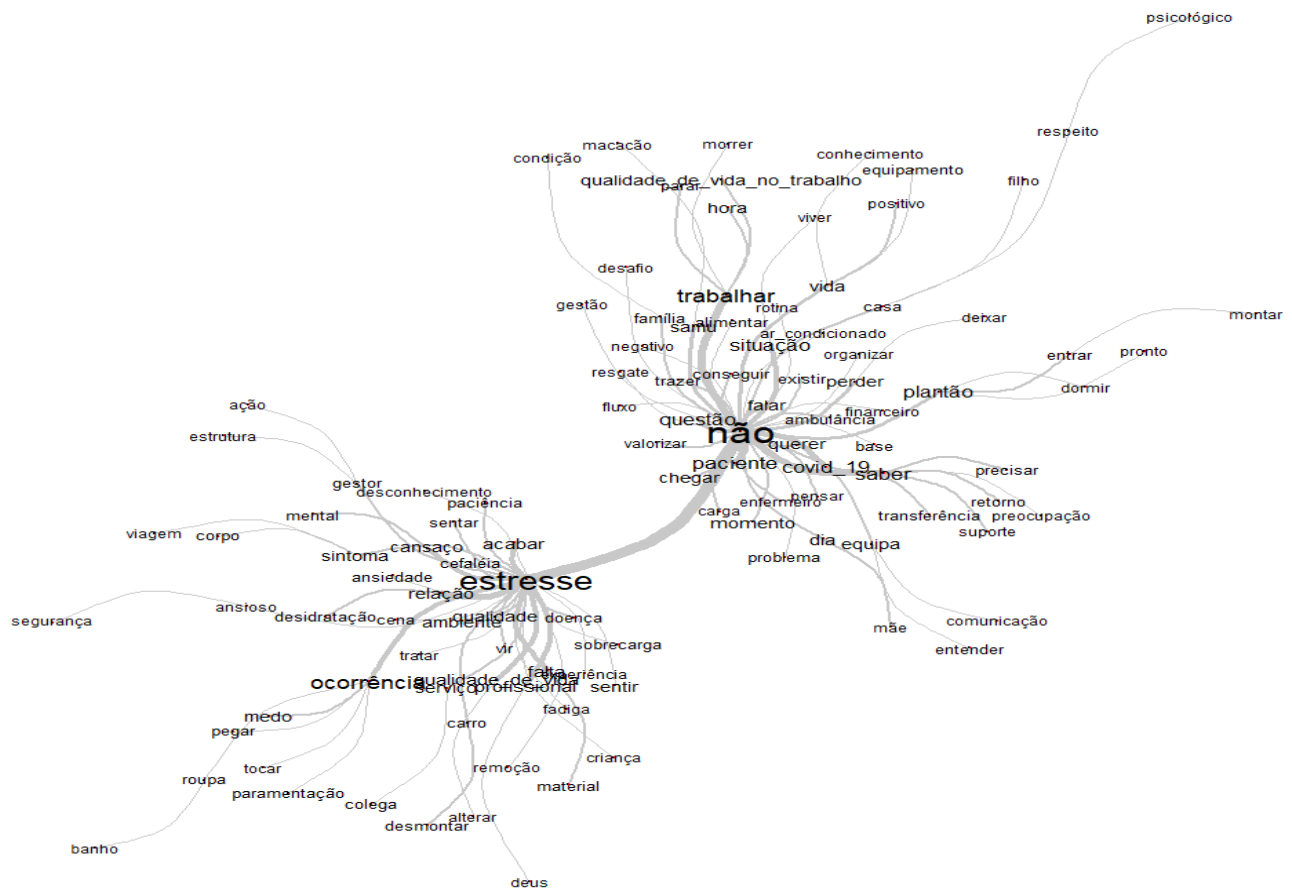 psicológico
respeito
macacão
morrer
condição
conhecimento
equipamento
qualidade_de_vida_no_trabalho
parar
filho
hora
positivo
viver
desafio
vida
trabalhar
gestão
rotina
casa
família
samu
alimentar
deixar
montar
ar_condicionado
negativo
situação
organizar
entrar
pronto
resgate
trazer
conseguir
existir
perder
plantão
dormir
fluxo
falar
ação
questão
ambulância
financeiro
estrutura
não
valorizar
querer
base
paciente
covid_19
saber
precisar
chegar
gestor
desconhecimento
paciência
pensar
enfermeiro
retorno
carga
mental
sentar
momento
transferência
preocupação
viagem
corpo
suporte
sintoma
cansaço
acabar
dia
equipa
cefaléia
problema
ansiedade
estresse
relação
ansioso
segurança
desidratação
cena
ambiente
qualidade
doença
mãe
comunicação
tratar
vir
sobrecarga
entender
falta
experiência
ocorrência
qualidade_de_vida
serviço
profissional
sentir
medo
fadiga
pegar
carro
criança
tocar
remoção
roupa
paramentação
material
colega
alterar
desmontar
banho
deus